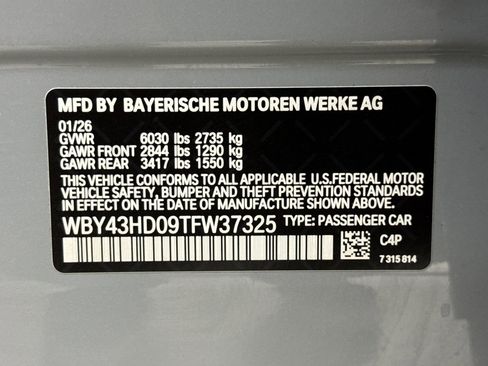 MFD BY BAYERISCHE MOTOREN WERKE AG
01/26
GVWR 6030 lbs 2735 kg
GAWR FRONT 2844 lbs 1290 kg
GAWR REAR 3417 lbs 1550 kg
THIS VEHICLE CONFORMS TO ALL APPLICABLE U.S.FEDERAL MOTOR
VEHICLE SAFETY, BUMPER, AND THEFT PREVENTION STANDARDS
IN EFFECT ON THE DATE OF MANUFACTURE SHOWN ABOVE.
WBY43HD09TFW37325 TYPE: PASSENGER CAR
C4P
7 315 814